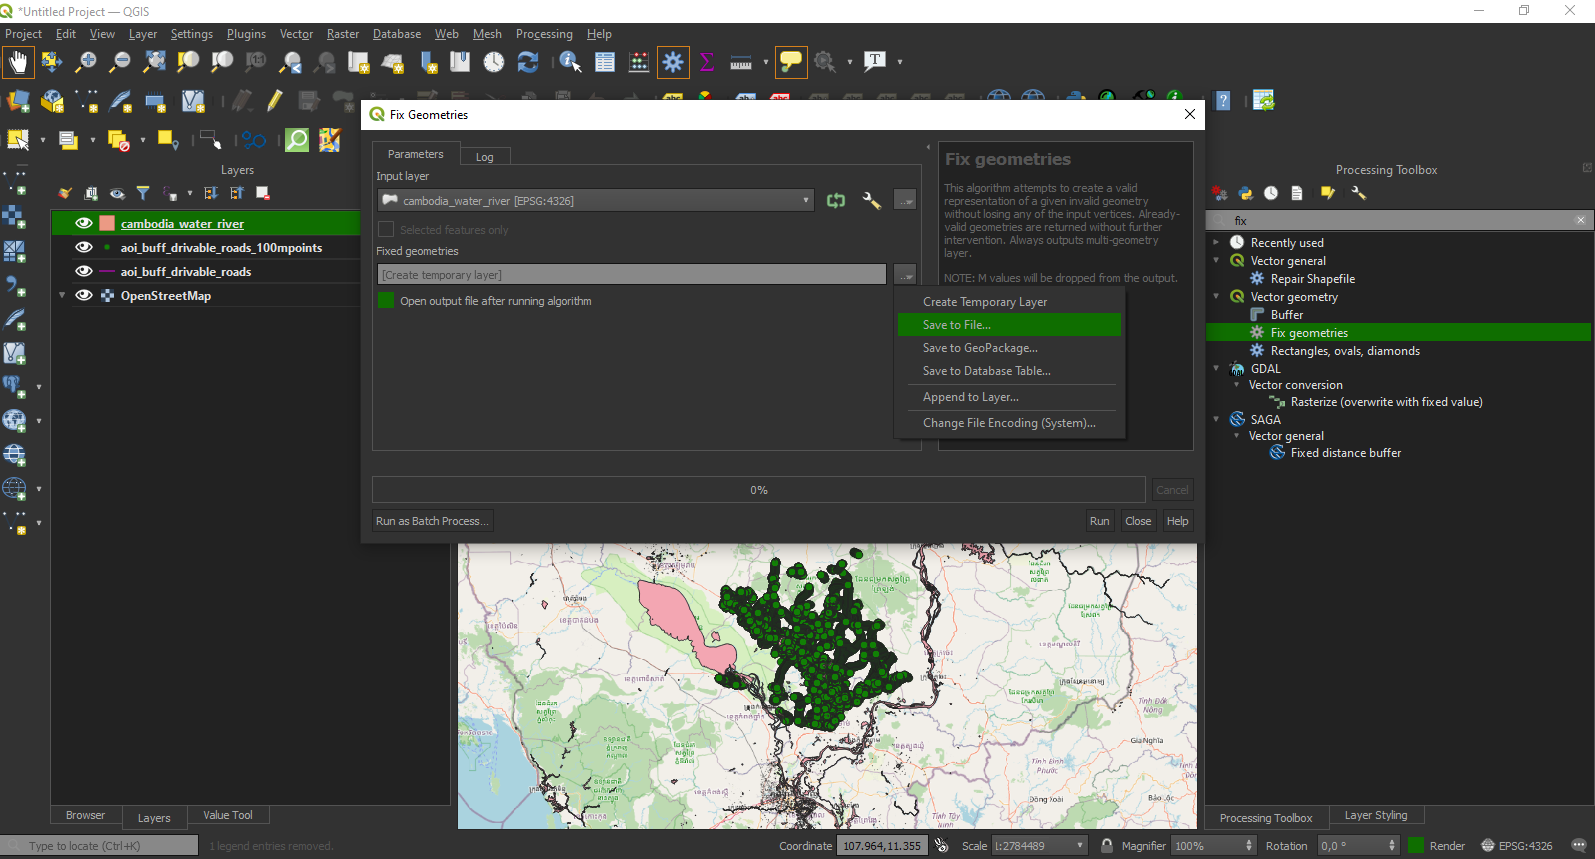 *Untitled Project — QGIS
Project Edit View Layer Settings Plugins Vector Raster Database Web Mesh Processing Help
Layers
cambodia_water_river
aoi_buff_drivable_roads_100mpoints
aoi_buff_drivable_roads
OpenStreetMap
Browser Layers Value Tool
Fix Geometries
Parameters Log
Input layer
cambodia_water_river [EPSG:4326]
Selected features only
Fixed geometries
[Create temporary layer]
Open output file after running algorithm
Fix geometries
This algorithm attempts to create a valid
representation of a given invalid geometry
without losing any of the input vertices. Already-
valid geometries are returned without further
intervention. Always outputs multi-geometry
layer.
NOTE: M values will be dropped from the output.
Create Temporary Layer
Save to File...
Save to GeoPackage...
Save to Database Table...
Append to Layer...
Change File Encoding (System)...
0%
Cancel
Run as Batch Process...
Run Close Help
Processing Toolbox
fix
Recently used
Vector general
Repair Shapefile
Vector geometry
Buffer
Fix geometries
Rectangles, ovals, diamonds
GDAL
Vector conversion
Rasterize (overwrite with fixed value)
SAGA
Vector general
Fixed distance buffer
Tỉnh Đắk
Nông
Gia Nghĩa
Tỉnh Bình
Phước
Đồng Xoài
Bảo Lộc
Tỉnh Tây
Ninh
Processing Toolbox Layer Styling
Type to locate (Ctrl+K)
1 legend entries removed.
Coordinate 107.964,11.355
Scale 1:2784489
Magnifier 100%
Rotation 0,0 °
Render
EPSG:4326